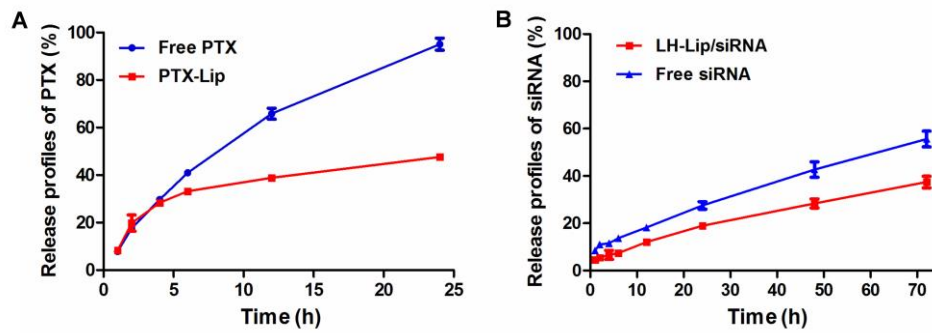 A
Release profiles of PTX (%)
100
80
60
40
20
0
Free PTX
PTX-Lip
0 5 10 15 20 25
Time (h)
B
Release profiles of siRNA (%)
100
80
60
40
20
0
LH-Lip/siRNA
Free siRNA
0 10 20 30 40 50 60 70
Time (h)